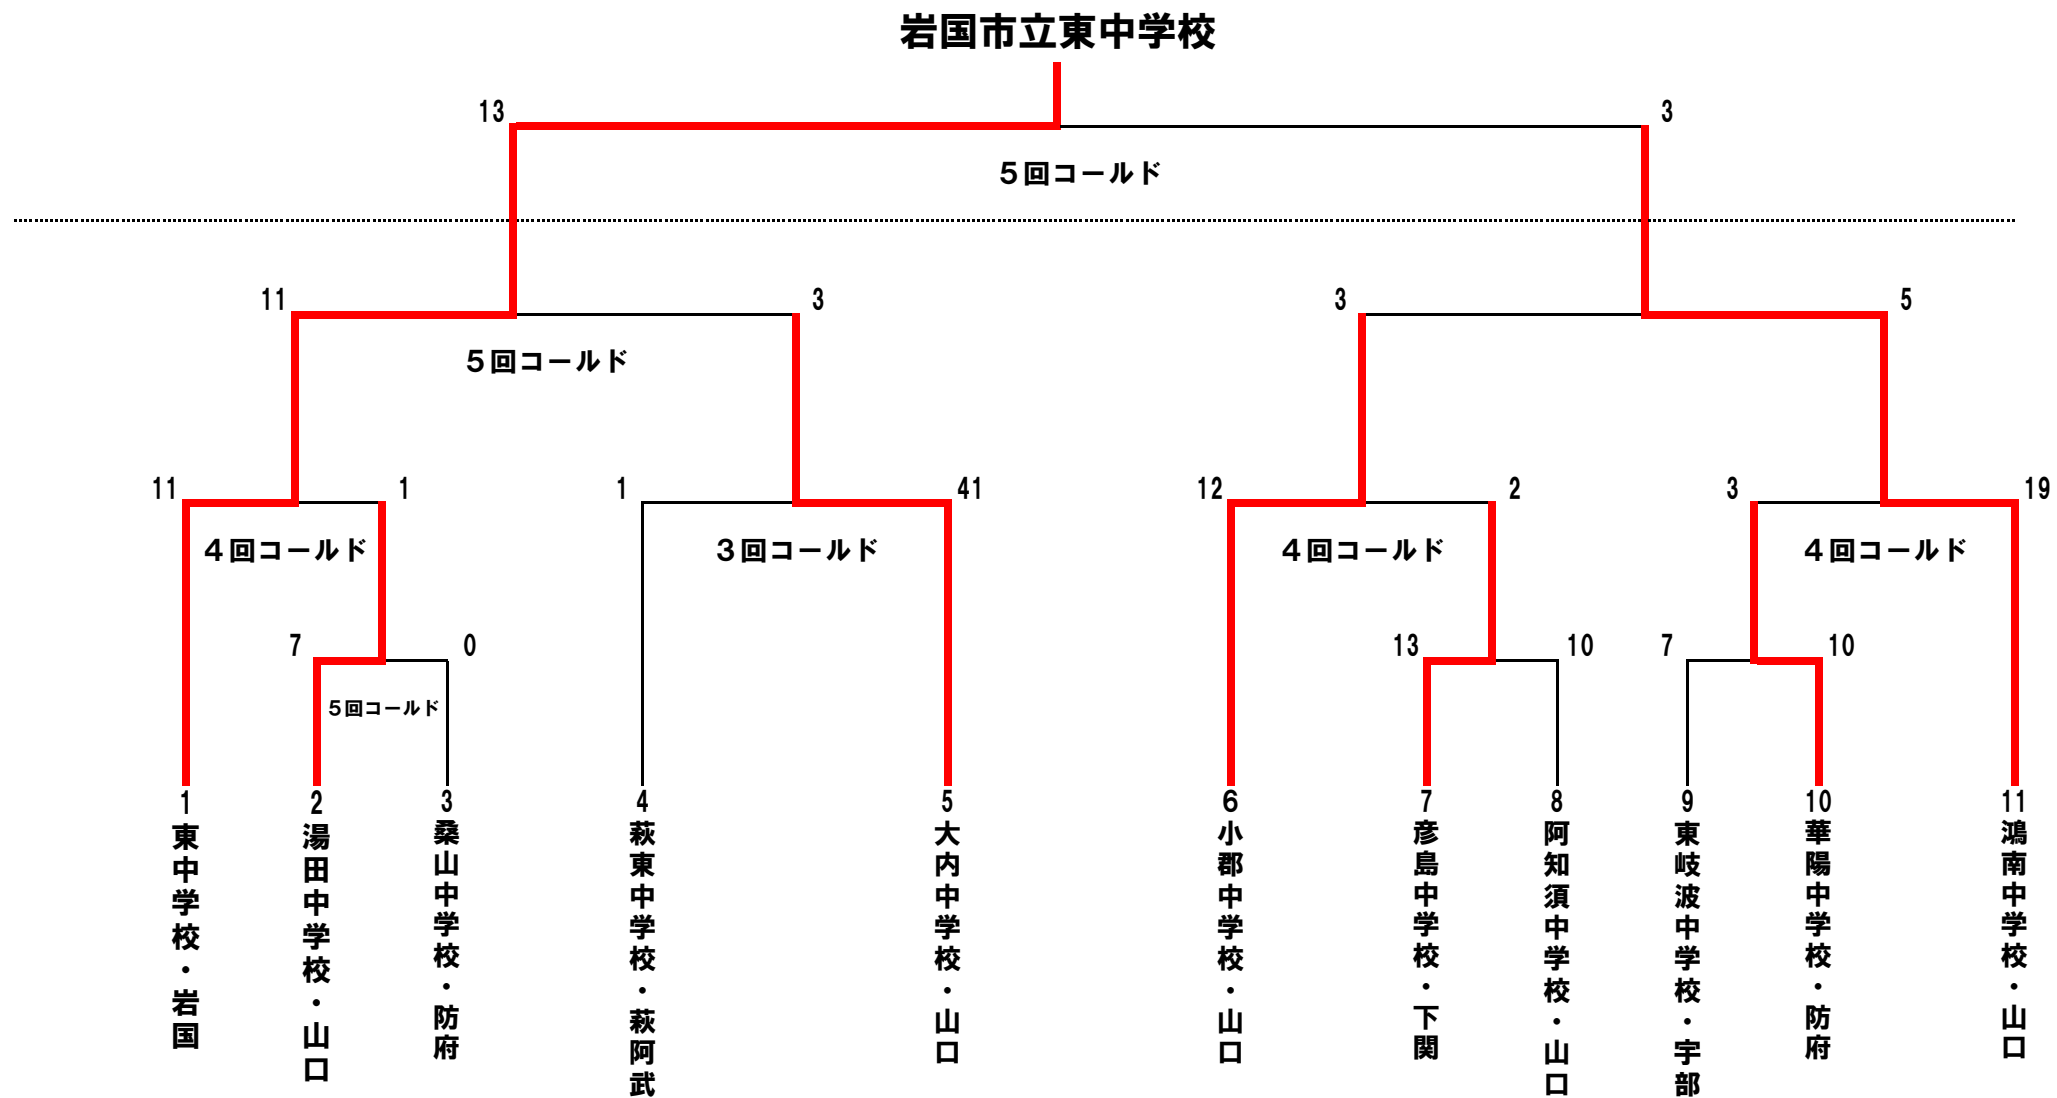 岩国市立東中学校
13
3
５回コールド
11
3
3
5
５回コールド
11
1
1
41
12
2
3
19
４回コールド
３回コールド
４回コールド
４回コールド
7
0
13
10
7
10
５回コールド
1 東中学校・岩国
2 湯田中学校・山口
3 桑山中学校・防府
4 萩東中学校・萩阿武
5 大内中学校・山口
6 小郡中学校・山口
7 彦島中学校・下関
8 阿知須中学校・山口
9 東岐波中学校・宇部
10 華陽中学校・防府
11 鴻南中学校・山口